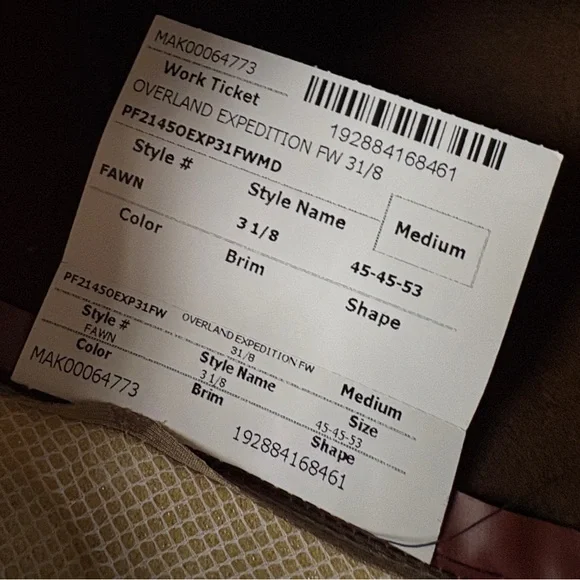 MAK00064773
Work Ticket
192884168461
OVERLAND EXPEDITION FW 31/8
PF21450EXP31FWMD
Style #
Style Name
Medium
FAWN
3 1/8
45-45-53
Color
Brim
Shape
PF21450EXP31FW
OVERLAND EXPEDITION FW
31/8
Medium
Style #
Style Name
Size
FAWN
3 1/8
45-45-53
Color
Brim
Shape
MAK00064773
192884168461